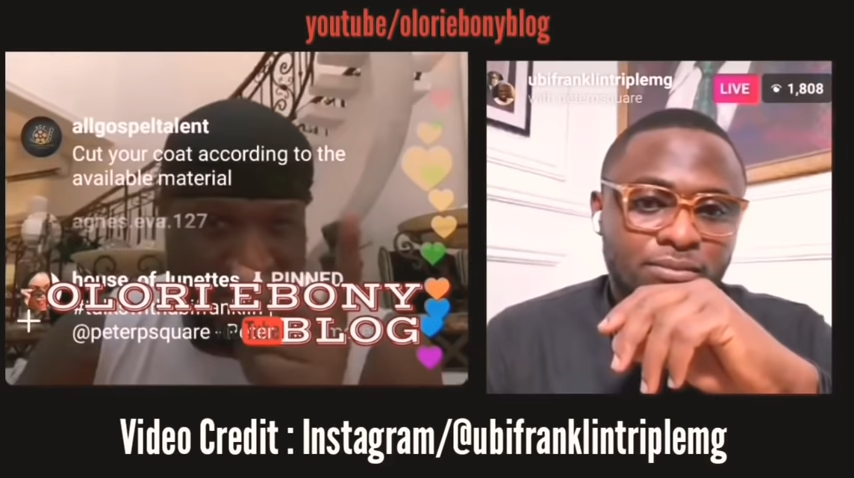 youtube/oloriebonyblog
allgospeltalent
Cut your coat according to the
available material
agnes.eva.127
house_of_lunettes PINNED
@peterpsquare
OLORI EBONY
BLOG
ubifranklintriplemg
with peterpsquare
LIVE
1,808
Video Credit : Instagram/@ubifranklintriplemg